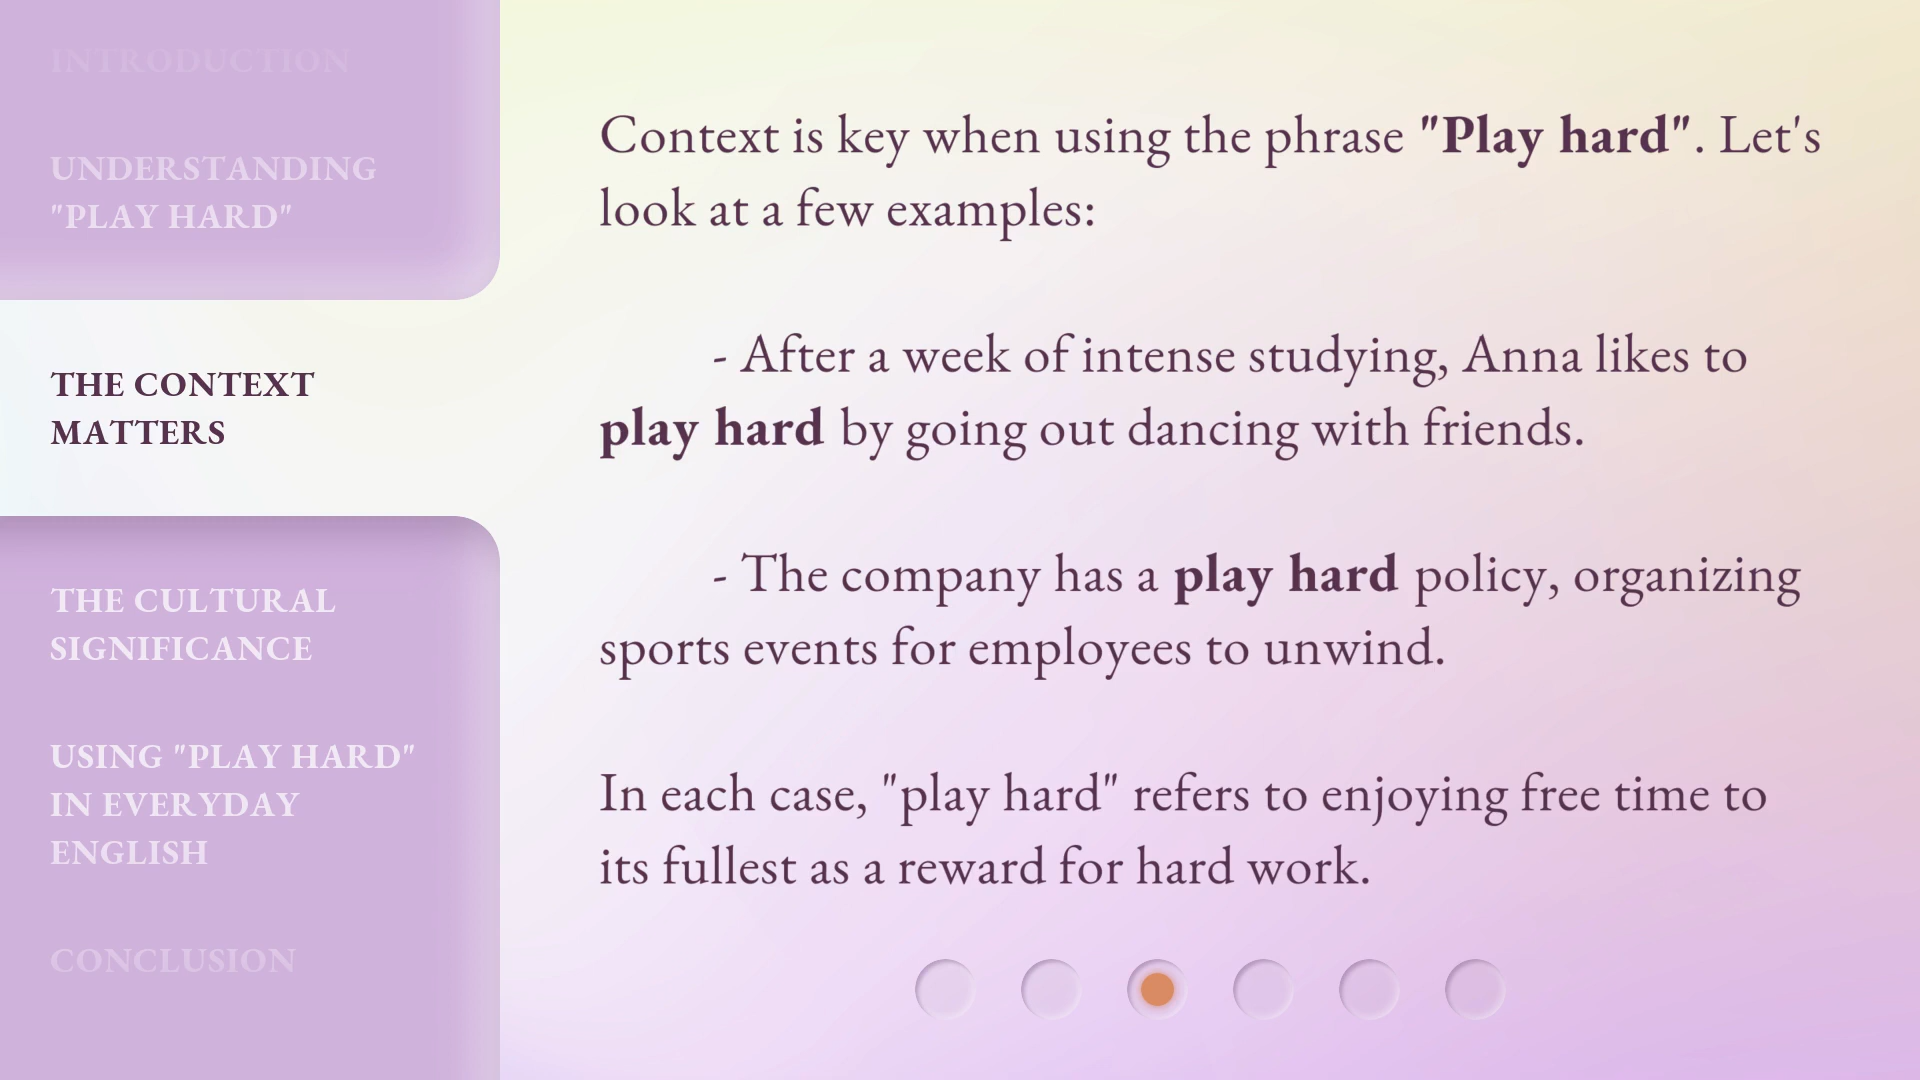 INTRODUCTION
UNDERSTANDING
"PLAY HARD"
THE CONTEXT
MATTERS
THE CULTURAL
SIGNIFICANCE
USING "PLAY HARD"
IN EVERYDAY
ENGLISH
CONCLUSION
Context is key when using the phrase "Play hard". Let's
look at a few examples:
- After a week of intense studying, Anna likes to
play hard by going out dancing with friends.
- The company has a play hard policy, organizing
sports events for employees to unwind.
In each case, "play hard" refers to enjoying free time to
its fullest as a reward for hard work.